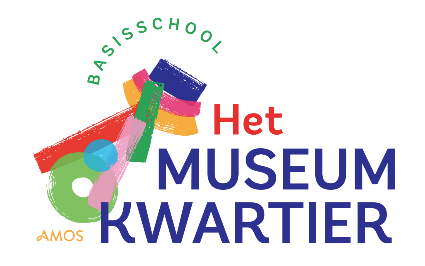 BASISSCHOOL
Het
MUSEUM
KWARTIER
AMOS